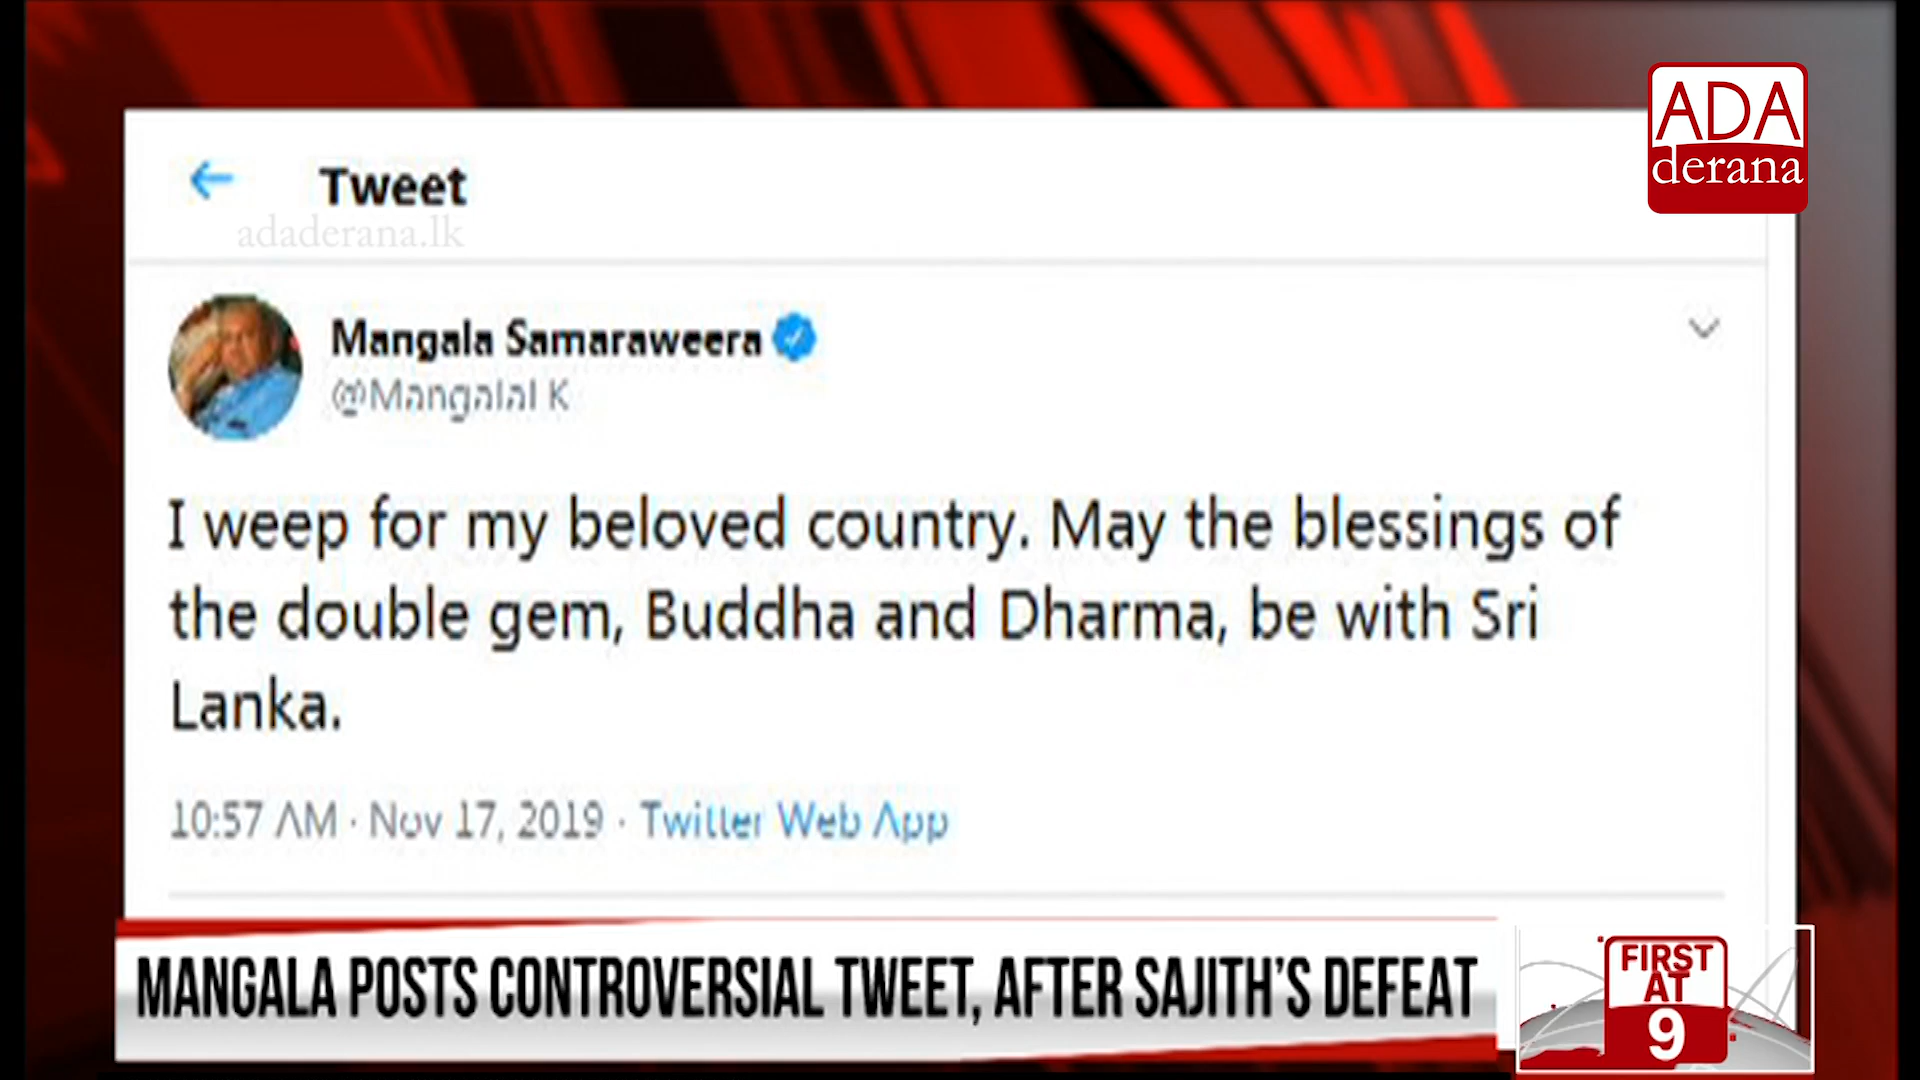 ADA
derana
Tweet
adaderana.lk
Mangala Samaraweera
@MangalaLK
I weep for my beloved country. May the blessings of
the double gem, Buddha and Dharma, be with Sri
Lanka.
10:57 AM · Nov 17, 2019 · Twitter Web App
MANGALA POSTS CONTROVERSIAL TWEET, AFTER SAJITH'S DEFEAT
FIRST
AT
9